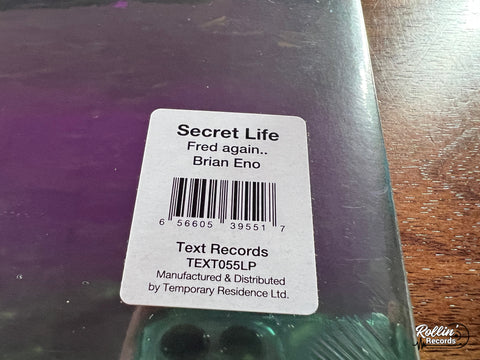 Secret Life
Fred again..
Brian Eno
6 56605 39551 7
Text Records
TEXT055LP
Manufactured & Distributed
by Temporary Residence Ltd.
Rollin'
Records